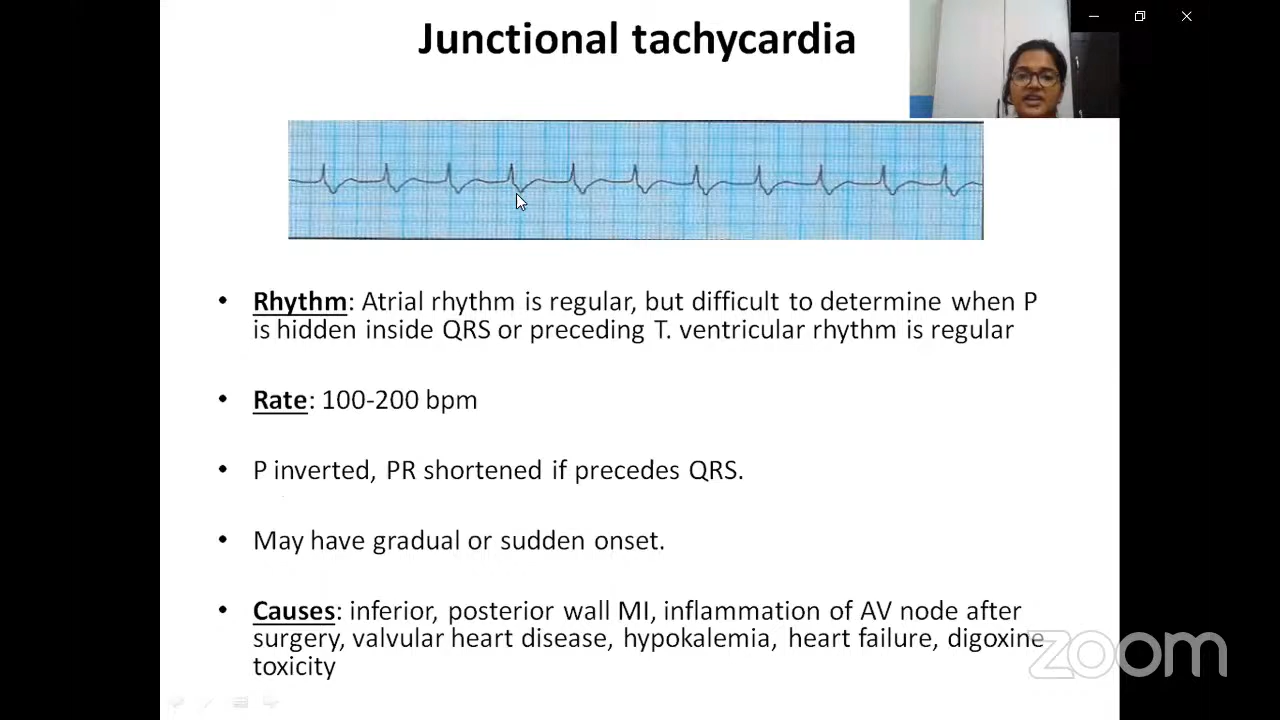 Junctional tachycardia
• Rhythm: Atrial rhythm is regular, but difficult to determine when P
is hidden inside QRS or preceding T. ventricular rhythm is regular
• Rate: 100-200 bpm
• P inverted, PR shortened if precedes QRS.
• May have gradual or sudden onset.
• Causes: inferior, posterior wall MI, inflammation of AV node after
surgery, valvular heart disease, hypokalemia, heart failure, digoxine
toxicity
zoom